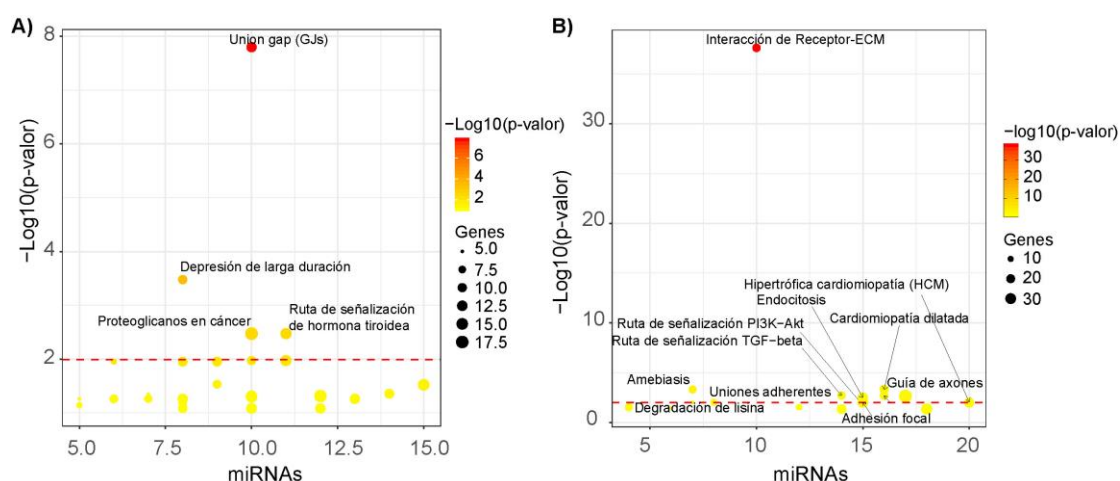 A)
Union gap (GJs)
Depresión de larga duración
Proteoglicanos en cáncer
Ruta de señalización
de hormona tiroidea
−Log10(p-valor)
8
6
4
2
5.0
7.5
10.0
12.5
15.0
miRNAs
−Log10(p-valor)
6
4
2
Genes
5.0
7.5
10.0
12.5
15.0
17.5
B)
Interacción de Receptor-ECM
Hipertrófica cardiomiopatía (HCM)
Endocitosis
Cardiomiopatía dilatada
Ruta de señalización PI3K−Akt
Ruta de señalización TGF−beta
Amebiasis
Uniones adherentes
Guía de axones
Degradación de lisina
Adhesión focal
−Log10(p-valor)
30
20
10
0
5
10
15
20
miRNAs
−log10(p-valor)
30
20
10
Genes
10
20
30